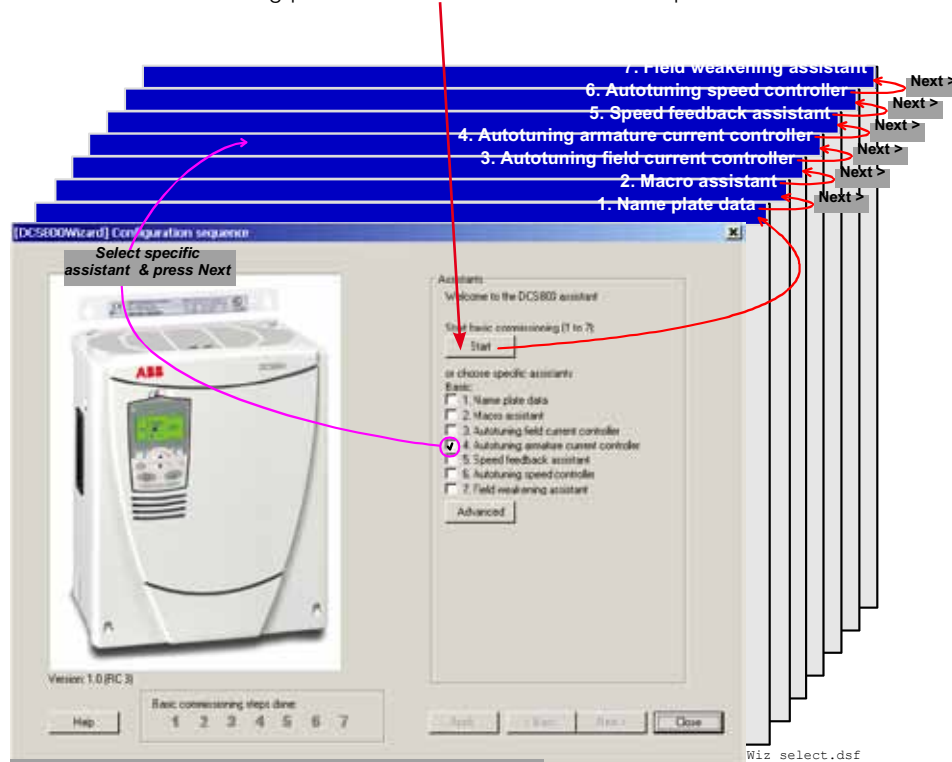 7. Field weakening assistant
Next >
6. Autotuning speed controller
Next >
5. Speed feedback assistant
Next >
4. Autotuning armature current controller
Next >
3. Autotuning field current controller
Next >
2. Macro assistant
Next >
1. Name plate data
[DCS800Wizard] Configuration sequence
Select specific
assistant & press Next
Assistants
Welcome to the DCS800 assistant
Start basic commissioning (1 to 7):
Start
or choose specific assistants
Basic:
1. Name plate data
2. Macro assistant
3. Autotuning field current controller
4. Autotuning armature current controller
5. Speed feedback assistant
6. Autotuning speed controller
7. Field weakening assistant
Advanced
ABB
DCS800
Version: 1.0 (RC 3)
Basic commissioning steps done:
1 2 3 4 5 6 7
Help
Apply
< Back
Next >
Close
Wiz select.dsf